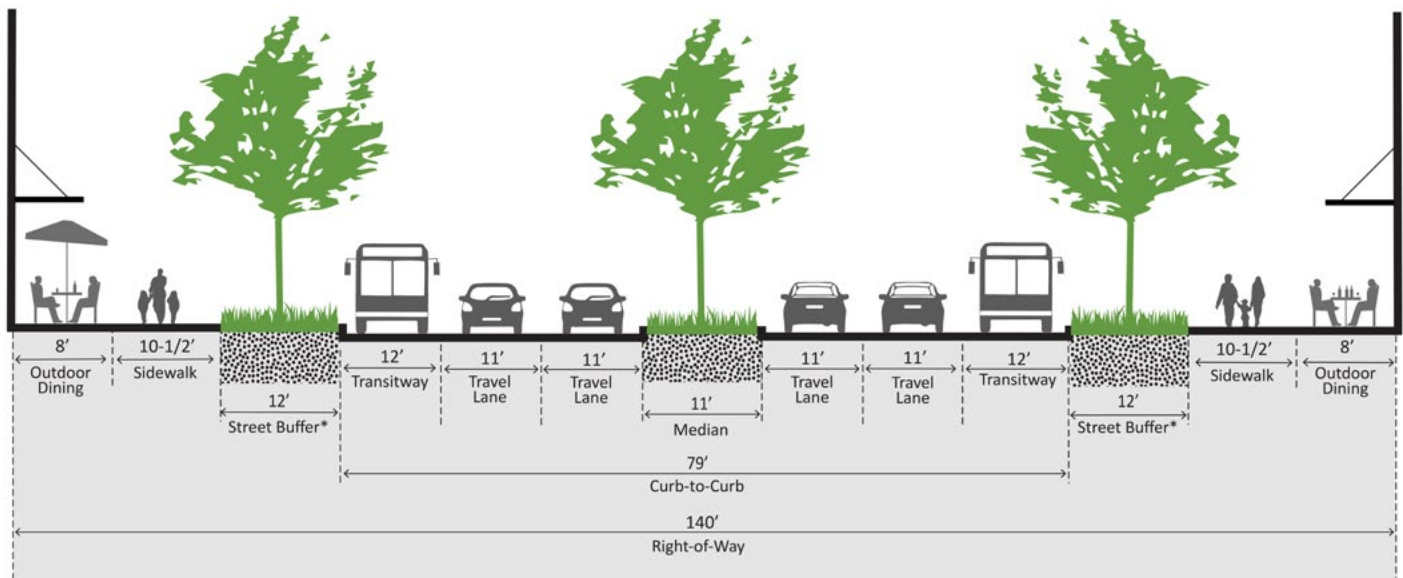 8’
Outdoor
Dining
10-1/2’
Sidewalk
12’
Street Buffer*
12’
Transitway
11’
Travel
Lane
11’
Travel
Lane
11’
Median
11’
Travel
Lane
11’
Travel
Lane
12’
Transitway
12’
Street Buffer*
10-1/2’
Sidewalk
8’
Outdoor
Dining
79’
Curb-to-Curb
140’
Right-of-Way